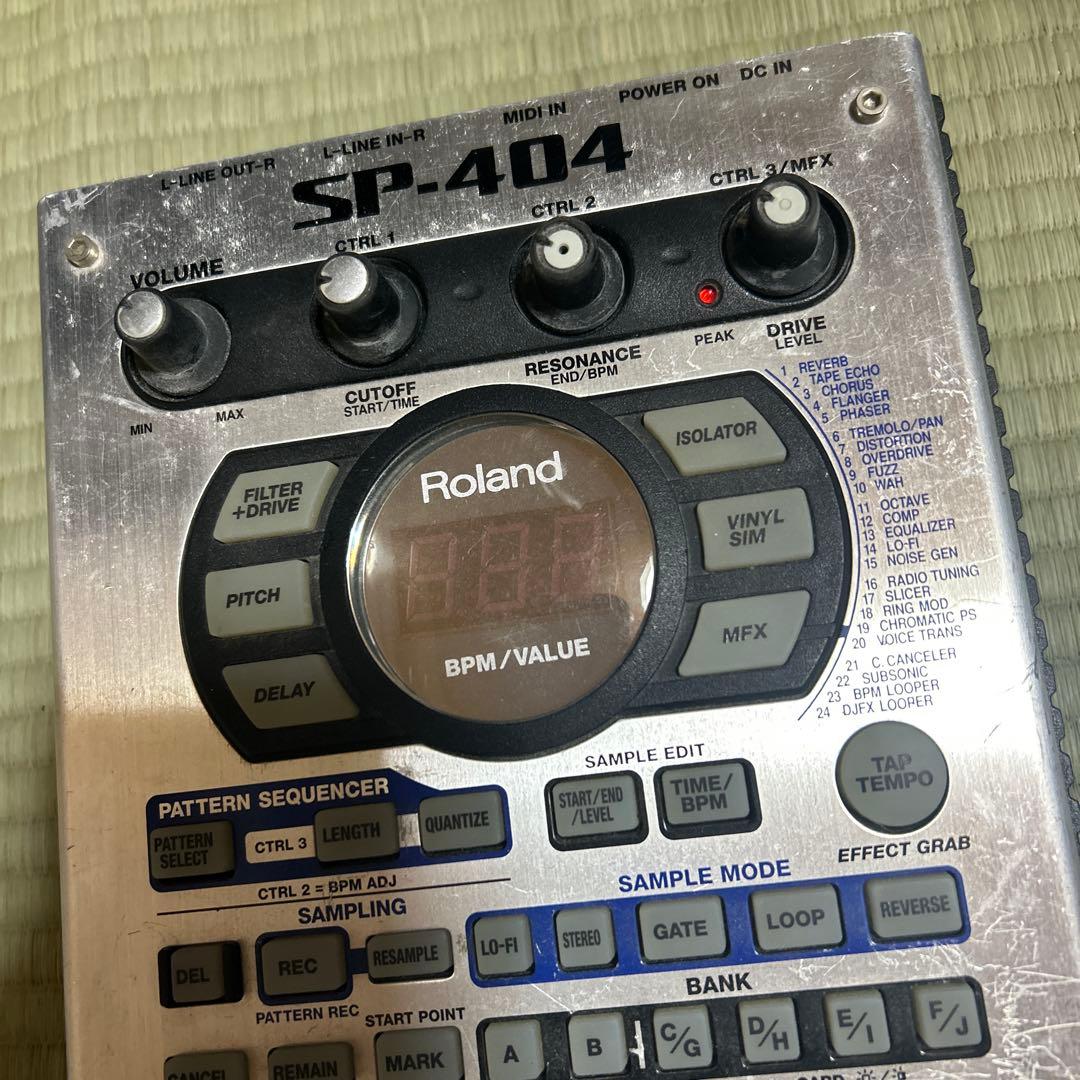 L-LINE OUT-R
L-LINE IN-R
MIDI IN
POWER ON
DC IN
SP-404
VOLUME
CTRL 1
CTRL 2
CTRL 3/MFX
MIN
MAX
CUTOFF
START/TIME
RESONANCE
END/BPM
PEAK
DRIVE
LEVEL
1 REVERB
2 TAPE ECHO
3 CHORUS
4 FLANGER
5 PHASER
6 TREMOLO/PAN
7 DISTORTION
8 OVERDRIVE
9 FUZZ
10 WAH
11 OCTAVE
12 COMP
13 EQUALIZER
14 LO-FI
15 NOISE GEN
16 RADIO TUNING
17 SLICER
18 RING MOD
19 CHROMATIC PS
20 VOICE TRANS
21 C.CANCELER
22 SUBSONIC
23 BPM LOOPER
24 DJFX LOOPER
FILTER
+DRIVE
PITCH
DELAY
Roland
BPM/VALUE
ISOLATOR
VINYL
SIM
MFX
PATTERN SEQUENCER
PATTERN
SELECT
CTRL 3
LENGTH
QUANTIZE
CTRL 2 = BPM ADJ
SAMPLE EDIT
START/END
/LEVEL
TIME/
BPM
TAP
TEMPO
EFFECT GRAB
SAMPLING
DEL
REC
RESAMPLE
PATTERN REC
SAMPLE MODE
LO-FI
STEREO
GATE
LOOP
REVERSE
START POINT
CANCEL
REMAIN
MARK
BANK
A
B
C/G
D/H
E/I
F/J
CARD